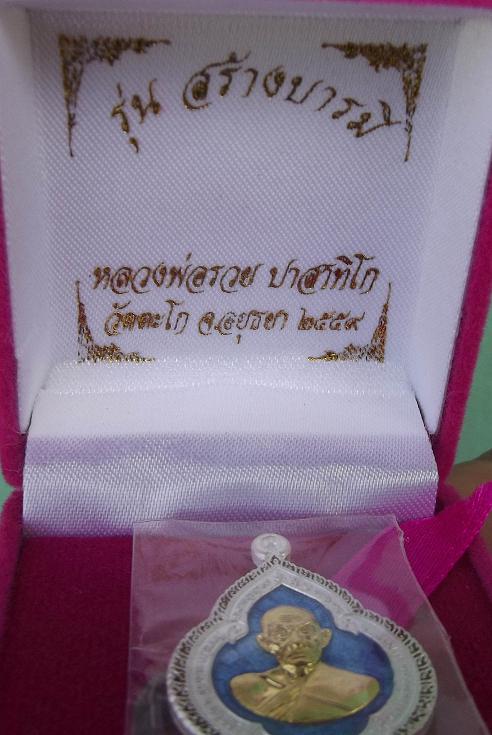 รุ่น สร้างบารมี
หลวงพ่อรวย ปาสาทิโก
วัดตะโก จ.อยุธยา ๒๕๕๙